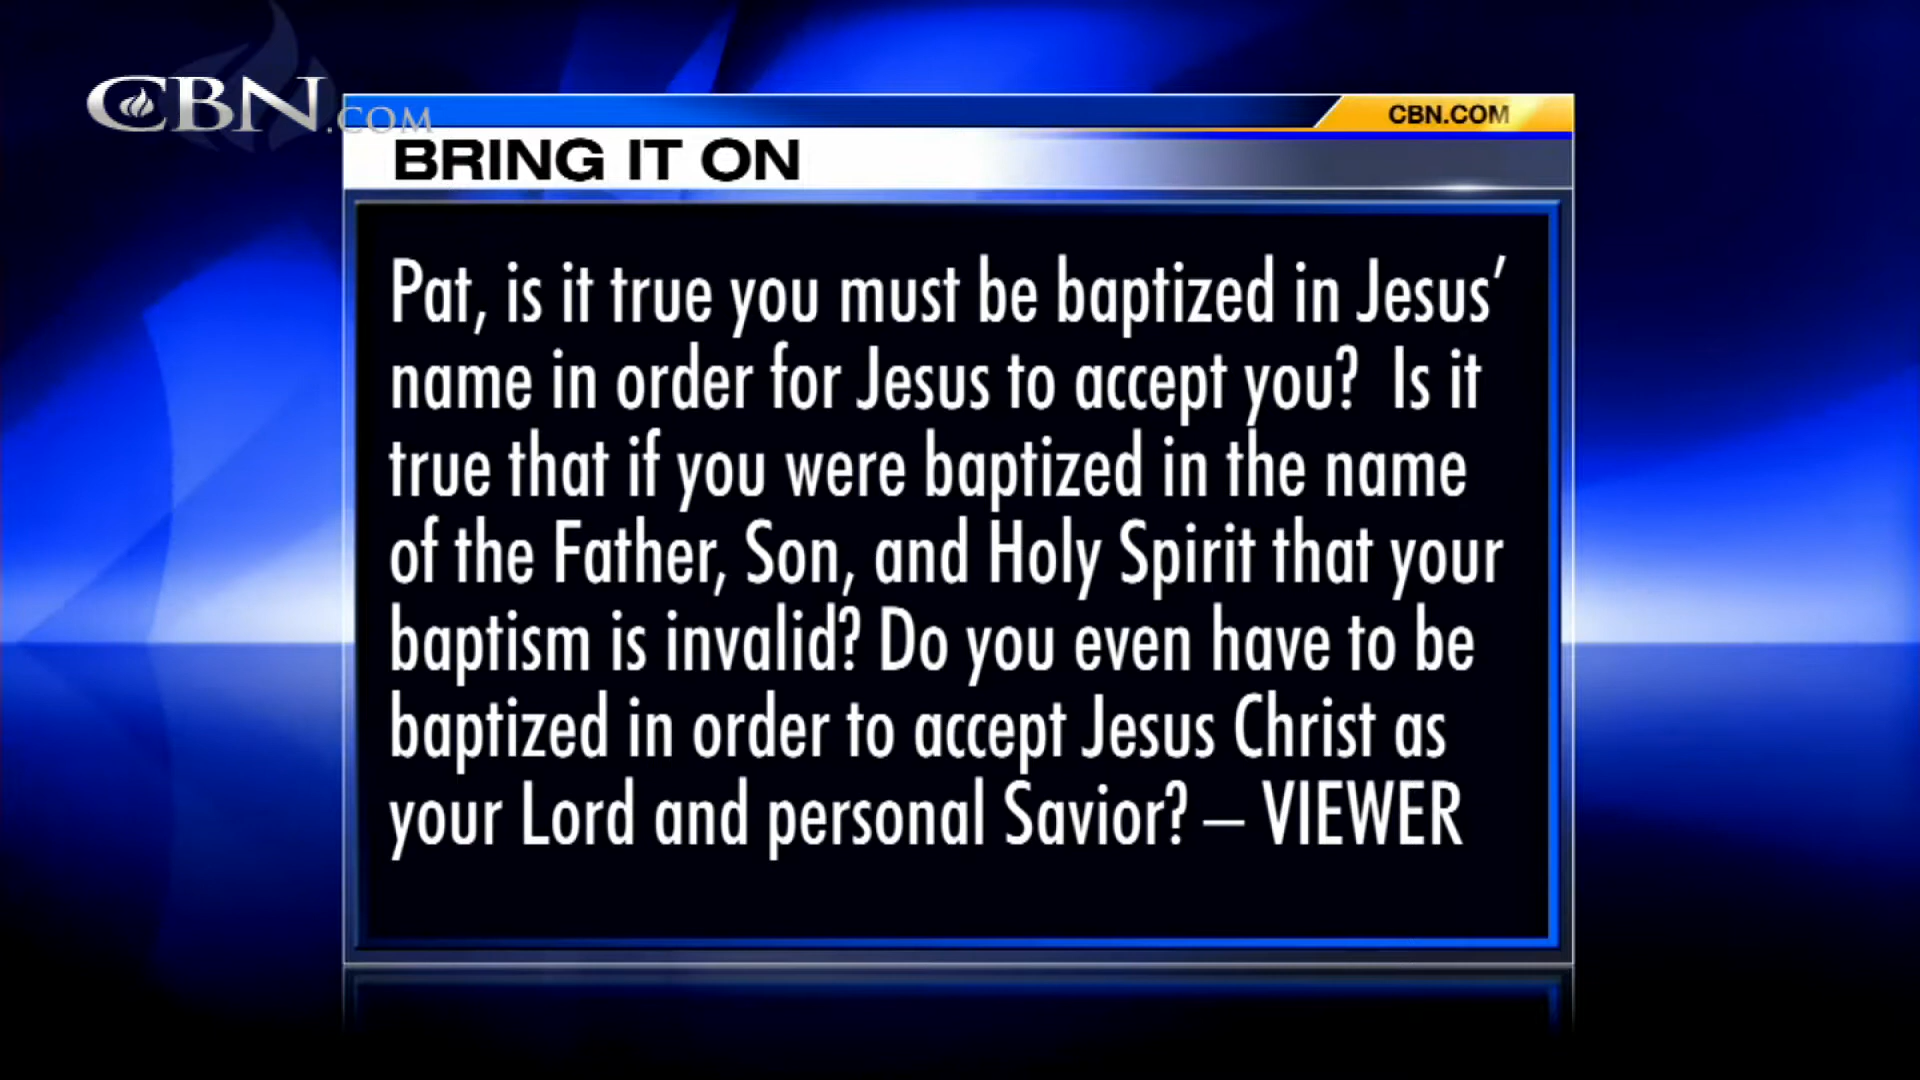 CBN.COM
CBN.COM
BRING IT ON
Pat, is it true you must be baptized in Jesus’
name in order for Jesus to accept you?  Is it
true that if you were baptized in the name
of the Father, Son, and Holy Spirit that your
baptism is invalid? Do you even have to be
baptized in order to accept Jesus Christ as
your Lord and personal Savior? – VIEWER